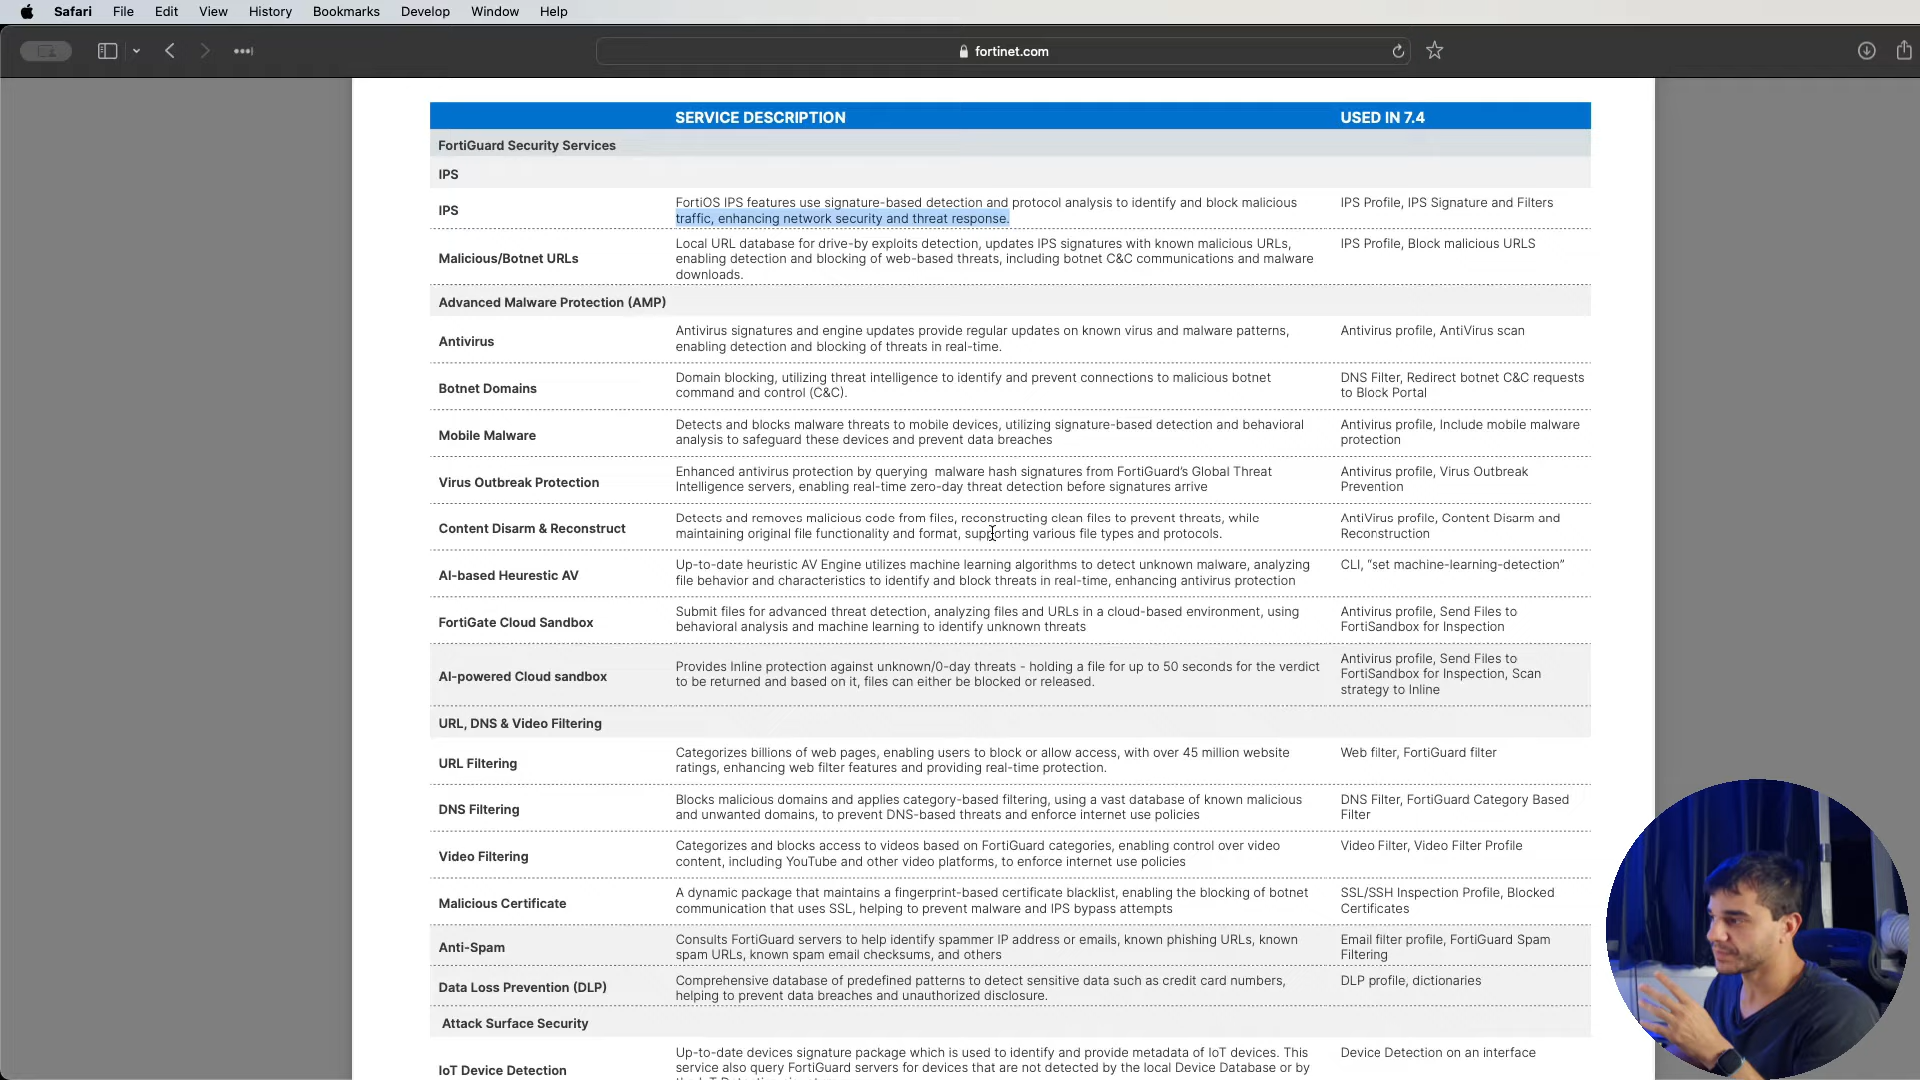 Safari File Edit View History Bookmarks Develop Window Help
fortinet.com
SERVICE DESCRIPTION USED IN 7.4
FortiGuard Security Services
IPS
IPS
FortiOS IPS features use signature-based detection and protocol analysis to identify and block malicious
traffic, enhancing network security and threat response.
IPS Profile, IPS Signature and Filters
Malicious/Botnet URLs
Local URL database for drive-by exploits detection, updates IPS signatures with known malicious URLs,
enabling detection and blocking of web-based threats, including botnet C&C communications and malware
downloads.
IPS Profile, Block malicious URLS
Advanced Malware Protection (AMP)
Antivirus
Antivirus signatures and engine updates provide regular updates on known virus and malware patterns,
enabling detection and blocking of threats in real-time.
Antivirus profile, AntiVirus scan
Botnet Domains
Domain blocking, utilizing threat intelligence to identify and prevent connections to malicious botnet
command and control (C&C).
DNS Filter, Redirect botnet C&C requests
to Block Portal
Mobile Malware
Detects and blocks malware threats to mobile devices, utilizing signature-based detection and behavioral
analysis to safeguard these devices and prevent data breaches
Antivirus profile, Include mobile malware
protection
Virus Outbreak Protection
Enhanced antivirus protection by querying malware hash signatures from FortiGuard's Global Threat
Intelligence servers, enabling real-time zero-day threat detection before signatures arrive
Antivirus profile, Virus Outbreak
Prevention
Content Disarm & Reconstruct
Detects and removes malicious code from files, reconstructing clean files to prevent threats, while
maintaining original file functionality and format, supporting various file types and protocols.
AntiVirus profile, Content Disarm and
Reconstruction
AI-based Heurestic AV
Up-to-date heuristic AV Engine utilizes machine learning algorithms to detect unknown malware, analyzing
file behavior and characteristics to identify and block threats in real-time, enhancing antivirus protection
CLI, “set machine-learning-detection”
FortiGate Cloud Sandbox
Submit files for advanced threat detection, analyzing files and URLs in a cloud-based environment, using
behavioral analysis and machine learning to identify unknown threats
Antivirus profile, Send Files to
FortiSandbox for Inspection
AI-powered Cloud sandbox
Provides Inline protection against unknown/0-day threats - holding a file for up to 50 seconds for the verdict
to be returned and based on it, files can either be blocked or released.
Antivirus profile, Send Files to
FortiSandbox for Inspection, Scan
strategy to Inline
URL, DNS & Video Filtering
URL Filtering
Categorizes billions of web pages, enabling users to block or allow access, with over 45 million website
ratings, enhancing web filter features and providing real-time protection.
Web filter, FortiGuard filter
DNS Filtering
Blocks malicious domains and applies category-based filtering, using a vast database of known malicious
and unwanted domains, to prevent DNS-based threats and enforce internet use policies
DNS Filter, FortiGuard Category Based
Filter
Video Filtering
Categorizes and blocks access to videos based on FortiGuard categories, enabling control over video
content, including YouTube and other video platforms, to enforce internet use policies
Video Filter, Video Filter Profile
Malicious Certificate
A dynamic package that maintains a fingerprint-based certificate blacklist, enabling the blocking of botnet
communication that uses SSL, helping to prevent malware and IPS bypass attempts
SSL/SSH Inspection Profile, Blocked
Certificates
Anti-Spam
Consults FortiGuard servers to help identify spammer IP address or emails, known phishing URLs, known
spam URLs, known spam email checksums, and others
Email filter profile, FortiGuard Spam
Filtering
Data Loss Prevention (DLP)
Comprehensive database of predefined patterns to detect sensitive data such as credit card numbers,
helping to prevent data breaches and unauthorized disclosure.
DLP profile, dictionaries
Attack Surface Security
IoT Device Detection
Up-to-date devices signature package which is used to identify and provide metadata of IoT devices. This
service also query FortiGuard servers for devices that are not detected by the local Device Database or by
Device Detection on an interface